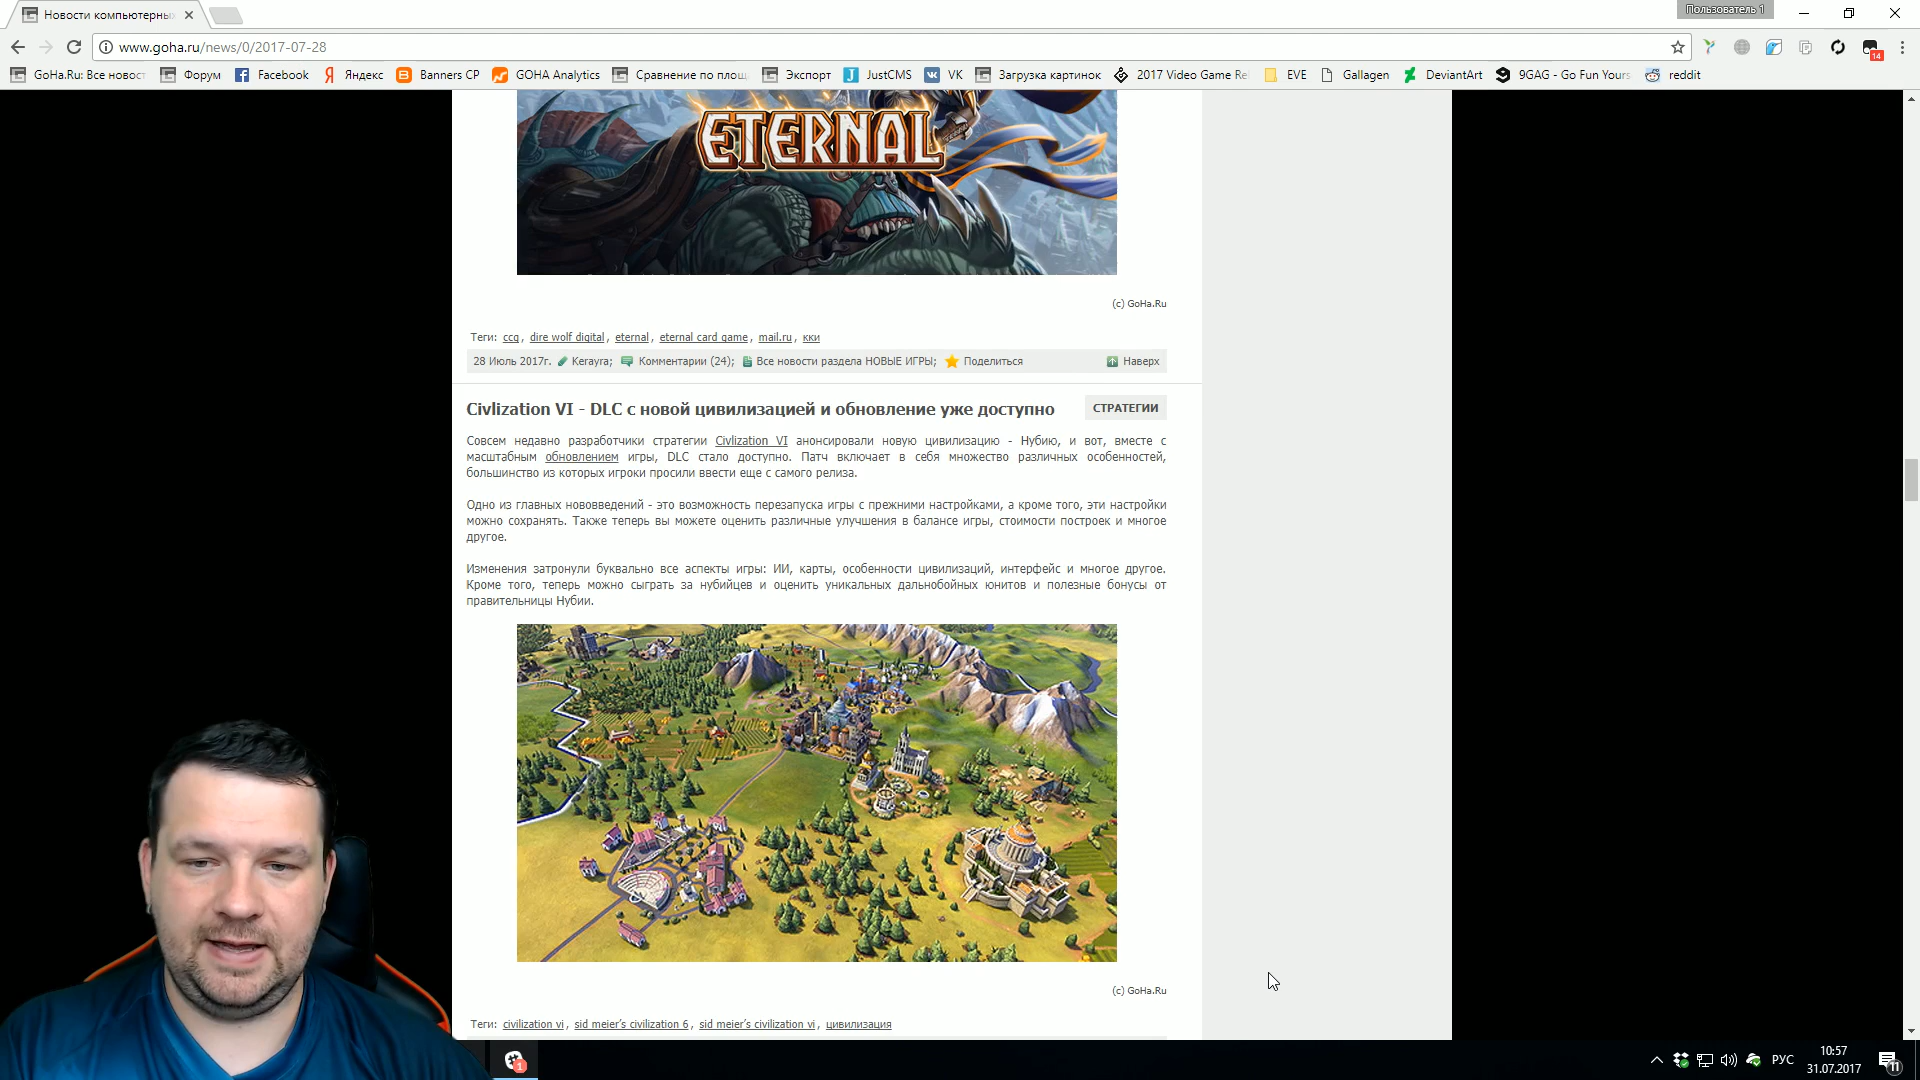 Новости компьютерны
Пользователь 1
www.goha.ru/news/0/2017-07-28
14
GoHa.Ru: Все новост
Форум
Facebook
Яндекс
Banners CP
GOHA Analytics
Сравнение по площ
Экспорт
JustCMS
VK
Загрузка картинок
2017 Video Game Re
EVE
Gallagen
DeviantArt
9GAG - Go Fun Yours
reddit
ETERNAL
(c) GoHa.Ru
Теги: ccg, dire wolf digital, eternal, eternal card game, mail.ru, кки
28 Июль 2017г. Kerayra; Комментарии (24); Все новости раздела НОВЫЕ ИГРЫ; Поделиться Наверх
Civlization VI - DLC с новой цивилизацией и обновление уже доступно
СТРАТЕГИИ
Совсем недавно разработчики стратегии Civlization VI анонсировали новую цивилизацию - Нубию, и вот, вместе с
масштабным обновлением игры, DLC стало доступно. Патч включает в себя множество различных особенностей,
большинство из которых игроки просили ввести еще с самого релиза.
Одно из главных нововведений - это возможность перезапуска игры с прежними настройками, а кроме того, эти настройки
можно сохранять. Также теперь вы можете оценить различные улучшения в балансе игры, стоимости построек и многое
другое.
Изменения затронули буквально все аспекты игры: ИИ, карты, особенности цивилизаций, интерфейс и многое другое.
Кроме того, теперь можно сыграть за нубийцев и оценить уникальных дальнобойных юнитов и полезные бонусы от
правительницы Нубии.
(c) GoHa.Ru
Теги: civilization vi, sid meier's civilization 6, sid meier's civilization vi, цивилизация
1
РУС
10:57
31.07.2017
11